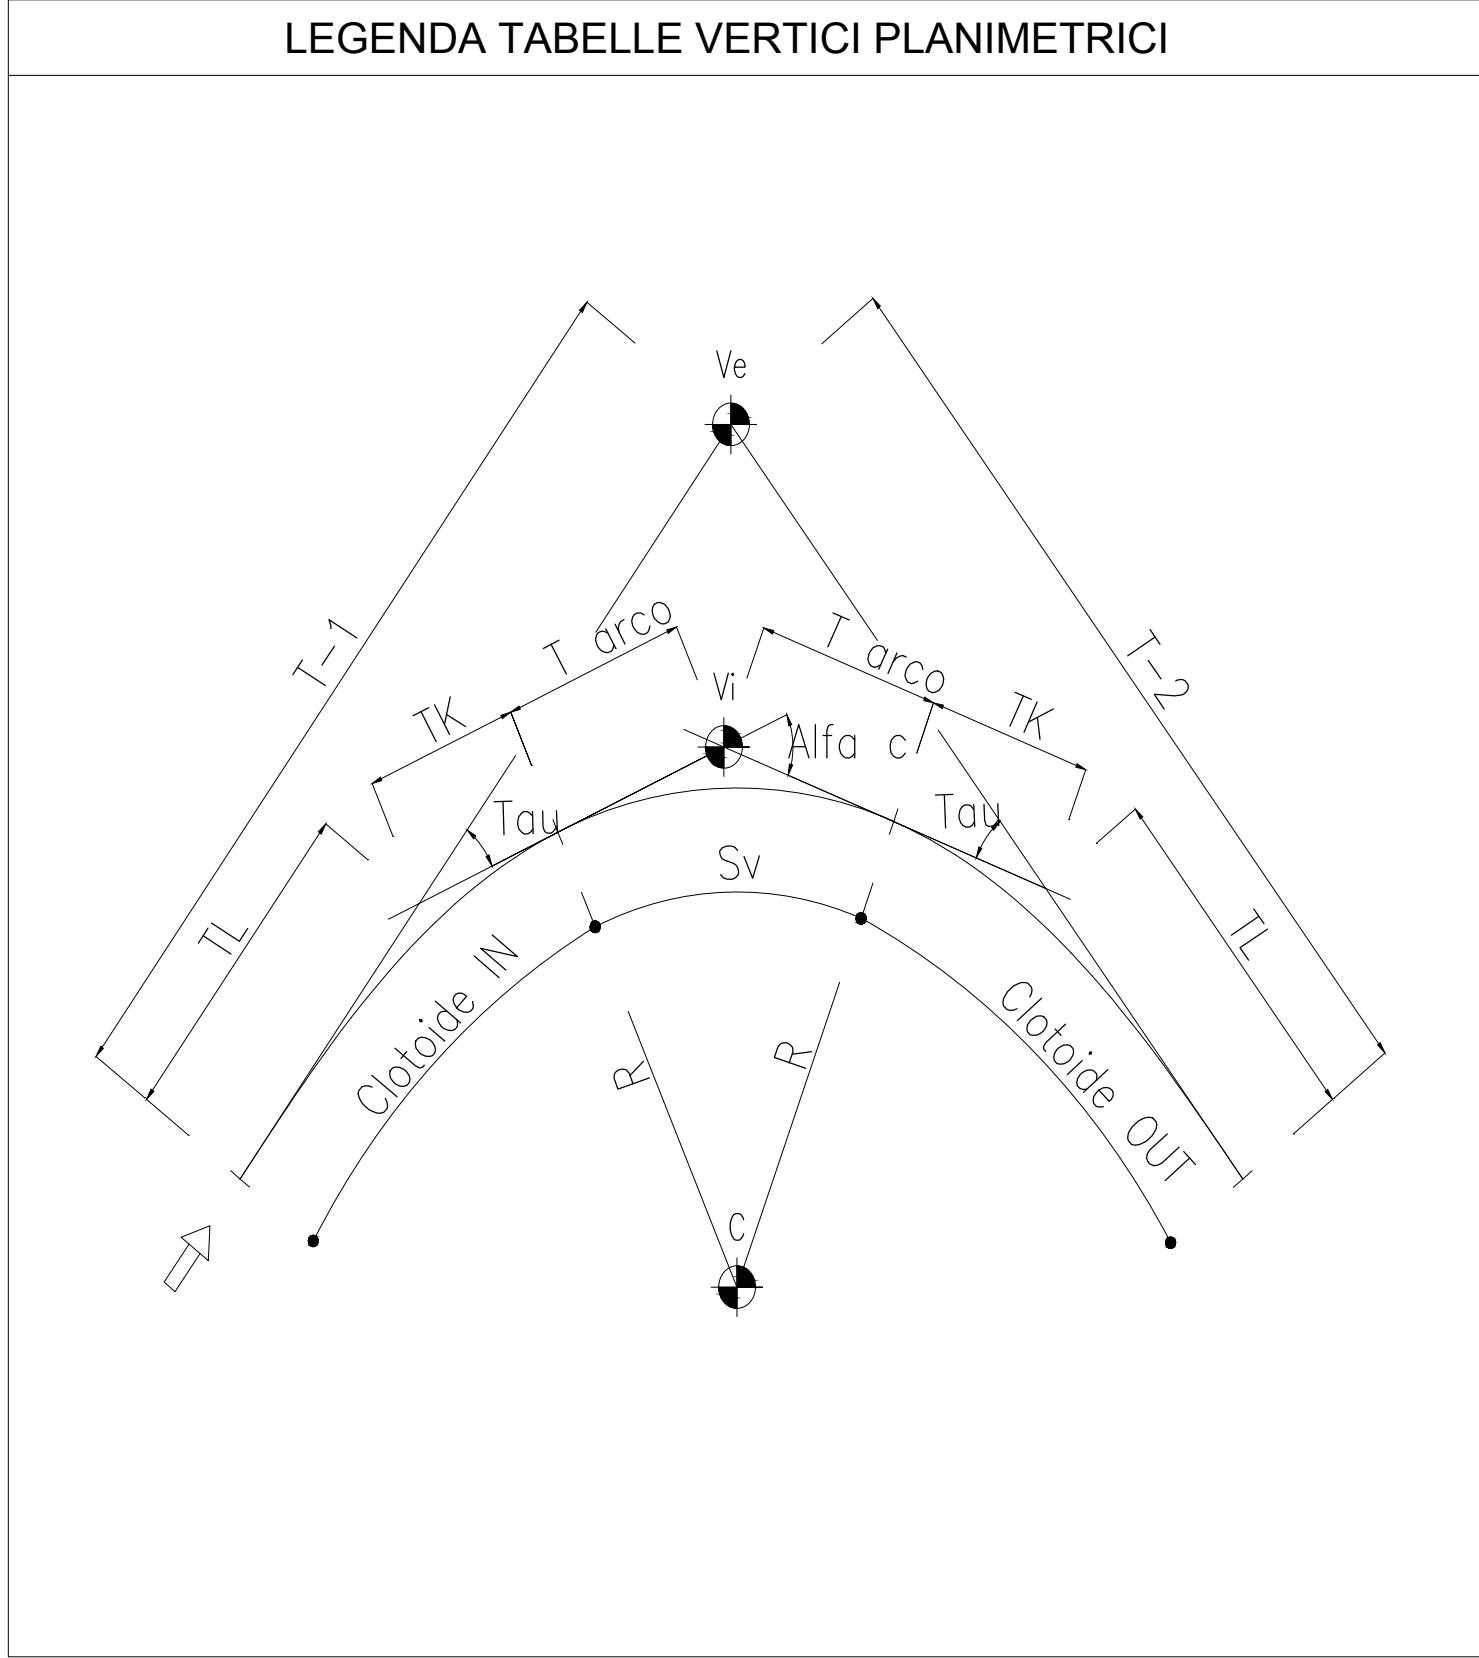 LEGENDA TABELLE VERTICI PLANIMETRICI
Ve
T-1
T-2
T arco
T arco
TK
TK
Vi
Alfa c
Tau
Tau
Sv
TL
TL
Clotoide IN
Clotoide OUT
R
R
C